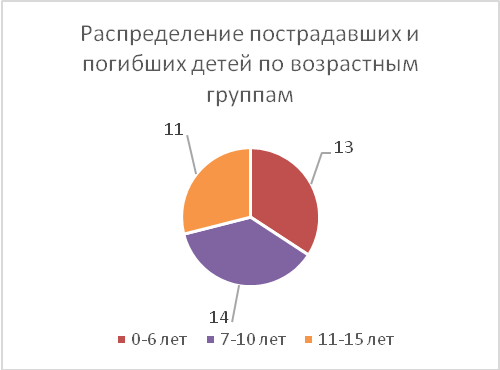 Распределение пострадавших и
погибших детей по возрастным
группам
11
13
14
0-6 лет 7-10 лет 11-15 лет